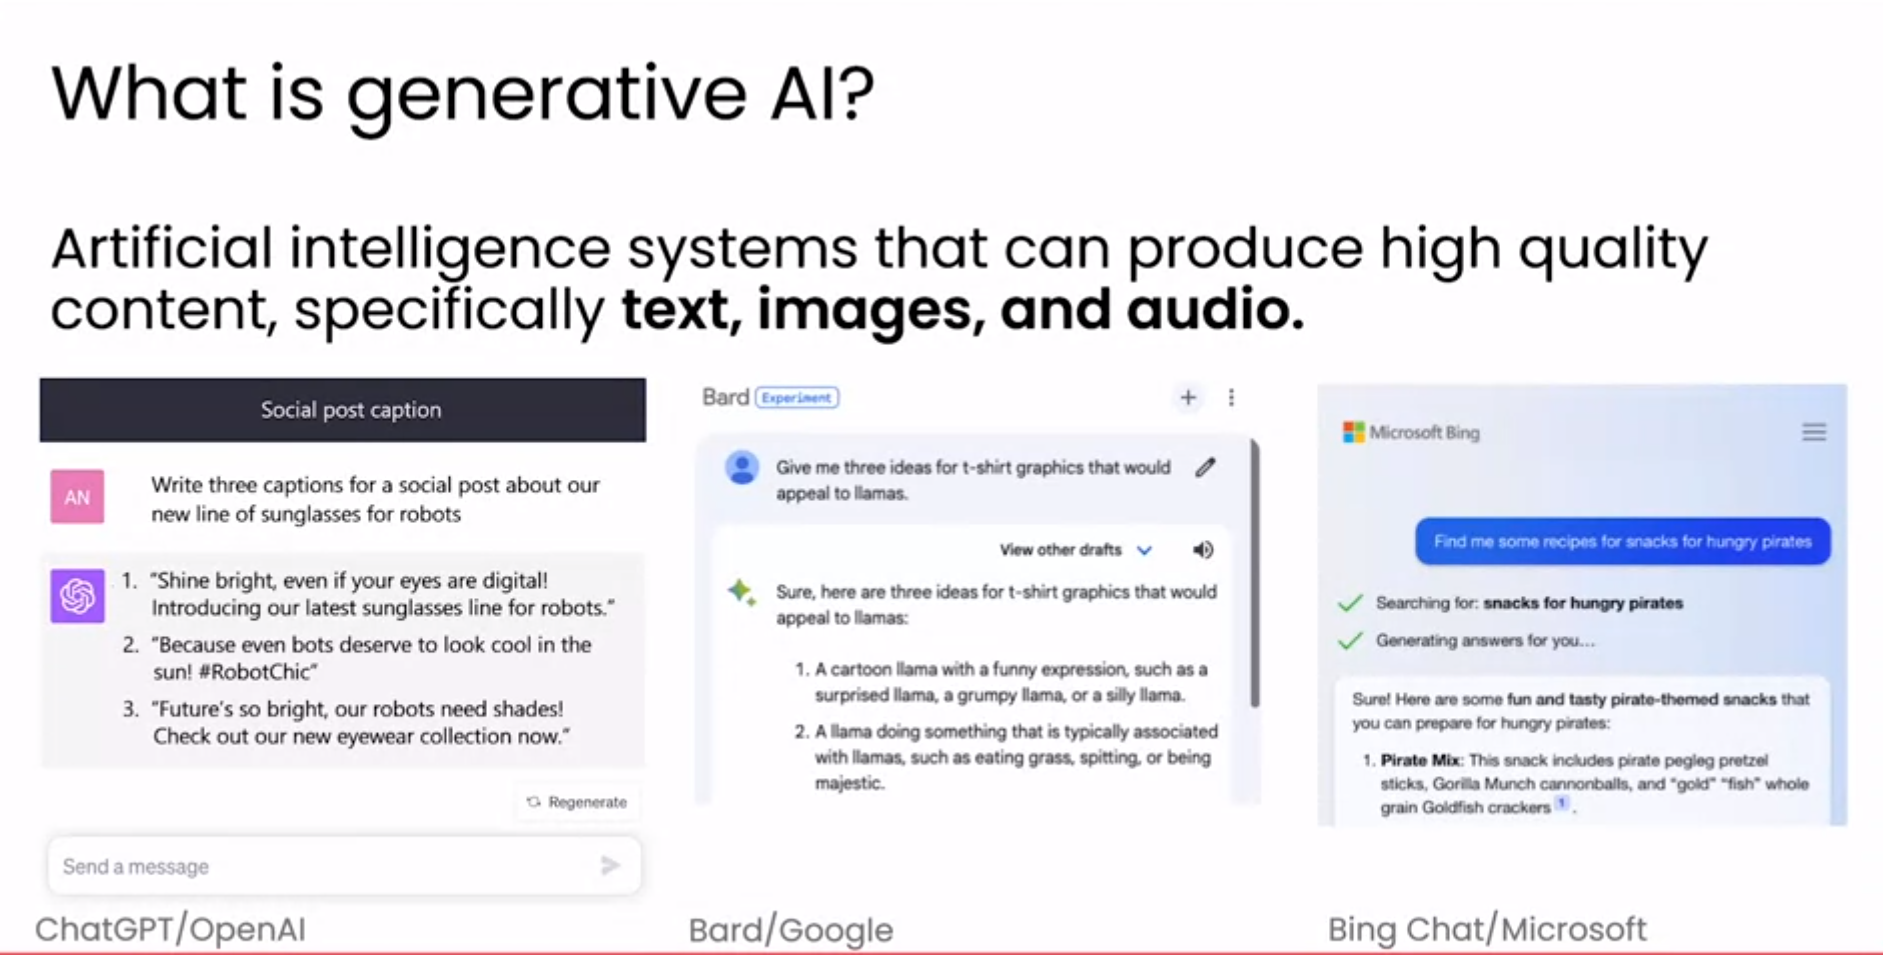 What is generative AI?
Artificial intelligence systems that can produce high quality
content, specifically text, images, and audio.
Social post caption
AN
Write three captions for a social post about our
new line of sunglasses for robots
1. "Shine bright, even if your eyes are digital!
Introducing our latest sunglasses line for robots."
2. "Because even bots deserve to look cool in the
sun! #RobotChic"
3. "Future's so bright, our robots need shades!
Check out our new eyewear collection now."
Regenerate
Send a message
ChatGPT/OpenAI
Bard Experiment
Give me three ideas for t-shirt graphics that would
appeal to llamas.
View other drafts
Sure, here are three ideas for t-shirt graphics that would
appeal to llamas:
1. A cartoon llama with a funny expression, such as a
surprised llama, a grumpy llama, or a silly llama.
2. A llama doing something that is typically associated
with llamas, such as eating grass, spitting, or being
majestic.
Bard/Google
Microsoft Bing
Find me some recipes for snacks for hungry pirates
Searching for: snacks for hungry pirates
Generating answers for you...
Sure! Here are some fun and tasty pirate-themed snacks that
you can prepare for hungry pirates:
1. Pirate Mix: This snack includes pirate pegleg pretzel
sticks, Gorilla Munch cannonballs, and "gold" "fish" whole
grain Goldfish crackers 1 .
Bing Chat/Microsoft